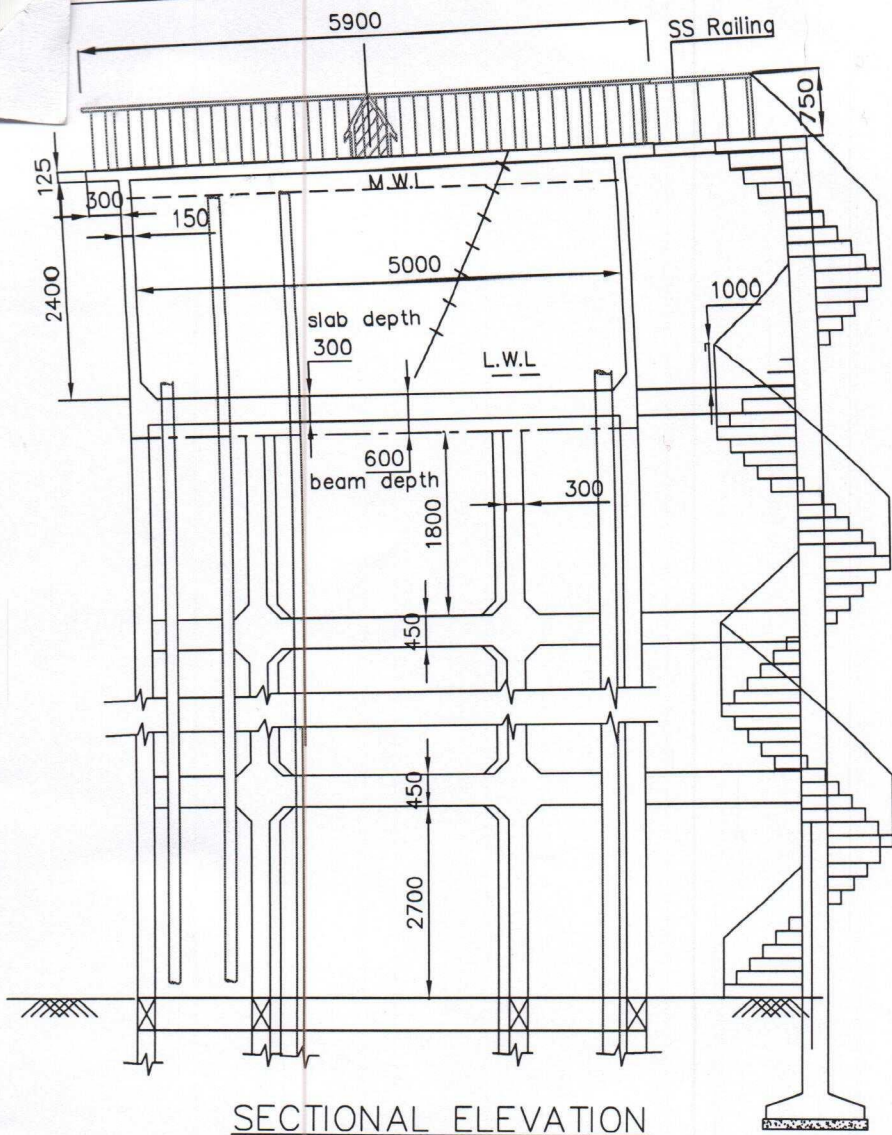 5900
SS Railing
750
125
M.W.L
300
150
5000
2400
1000
slab depth
300
L.W.L
600
beam depth
300
1800
450
450
2700
SECTIONAL ELEVATION